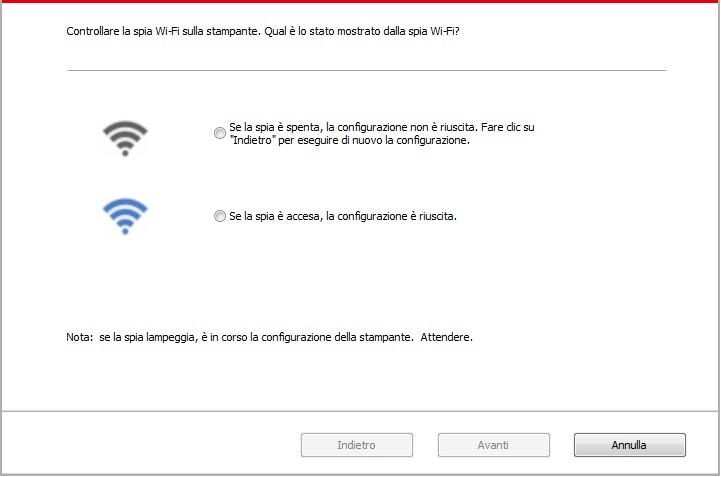 Controllare la spia Wi-Fi sulla stampante. Qual è lo stato mostrato dalla spia Wi-Fi?
Se la spia è spenta, la configurazione non è riuscita. Fare clic su
"Indietro" per eseguire di nuovo la configurazione.
Se la spia è accesa, la configurazione è riuscita.
Nota: se la spia lampeggia, è in corso la configurazione della stampante. Attendere.
Indietro
Avanti
Annulla